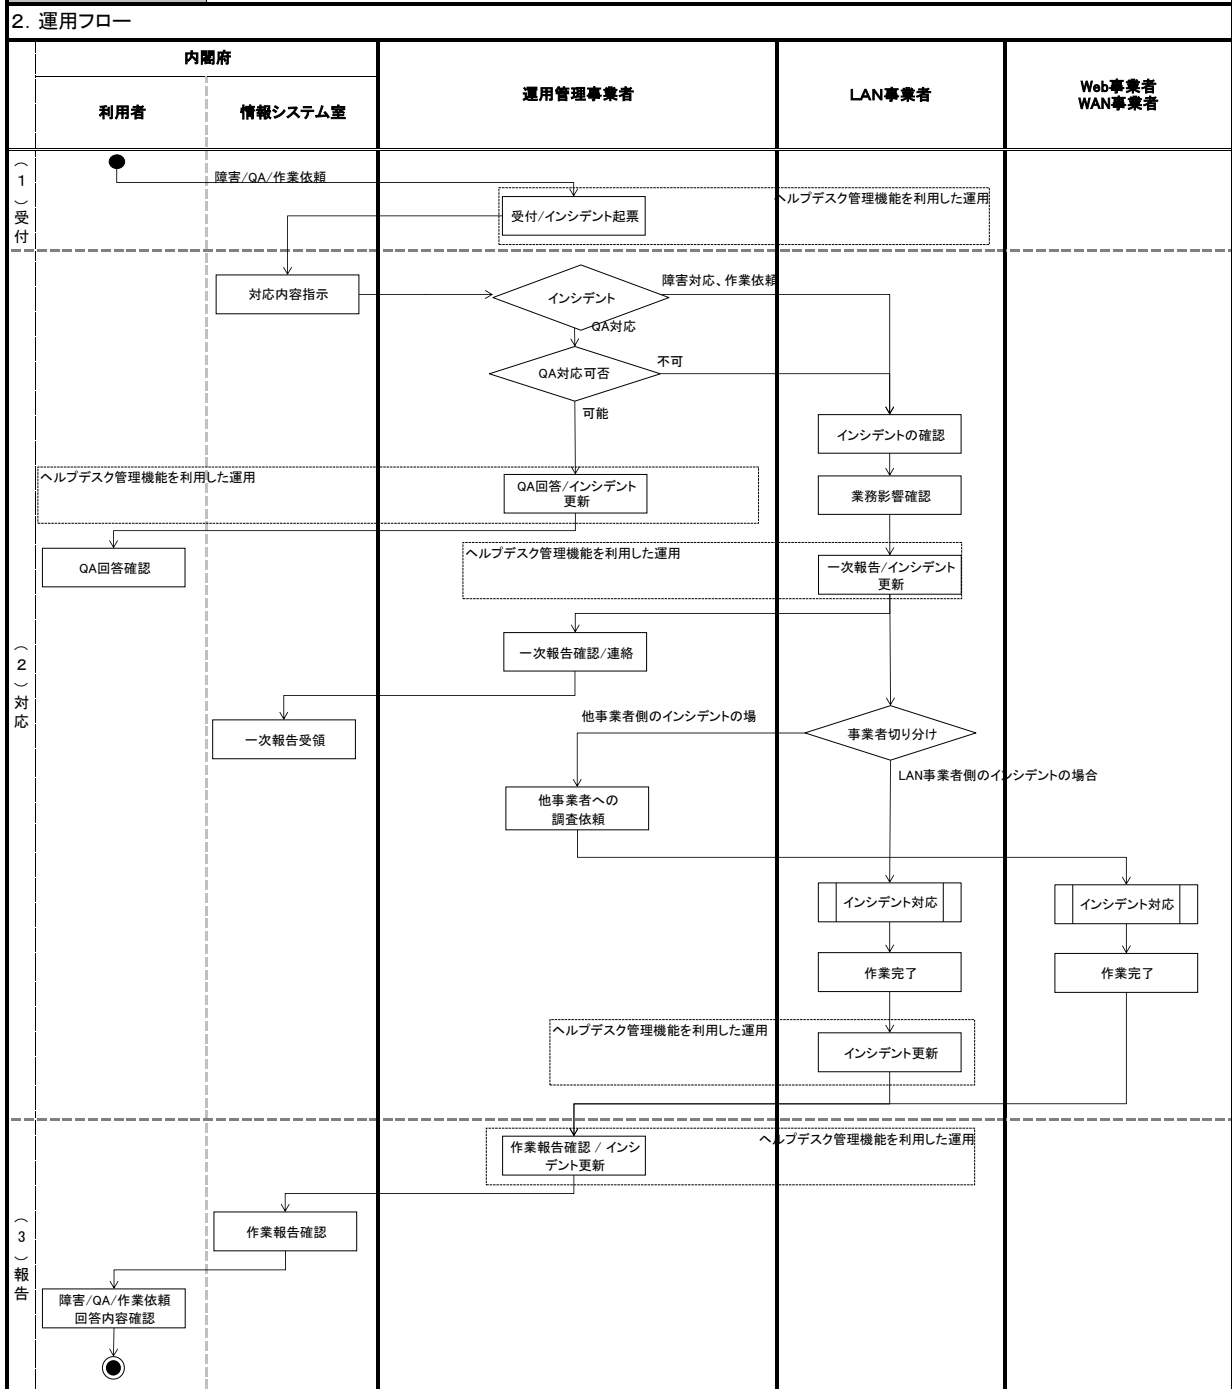 2. 運用フロー
内閣府
利用者
情報システム室
運用管理事業者
LAN事業者
Web事業者
WAN事業者
（1）受付
障害/QA/作業依頼
ヘルプデスク管理機能を利用した運用
受付/インシデント起票
（2）対応
対応内容指示
インシデント
障害対応、作業依頼
QA対応
QA対応可否
不可
可能
インシデントの確認
ヘルプデスク管理機能を利用した運用
QA回答/インシデント
更新
業務影響確認
QA回答確認
ヘルプデスク管理機能を利用した運用
一次報告/インシデント
更新
一次報告確認/連絡
一次報告受領
他事業者側のインシデントの場
事業者切り分け
LAN事業者側のインシデントの場合
他事業者への
調査依頼
インシデント対応
インシデント対応
作業完了
作業完了
ヘルプデスク管理機能を利用した運用
インシデント更新
（3）報告
作業報告確認 / インシ
デント更新
ヘルプデスク管理機能を利用した運用
作業報告確認
障害/QA/作業依頼
回答内容確認